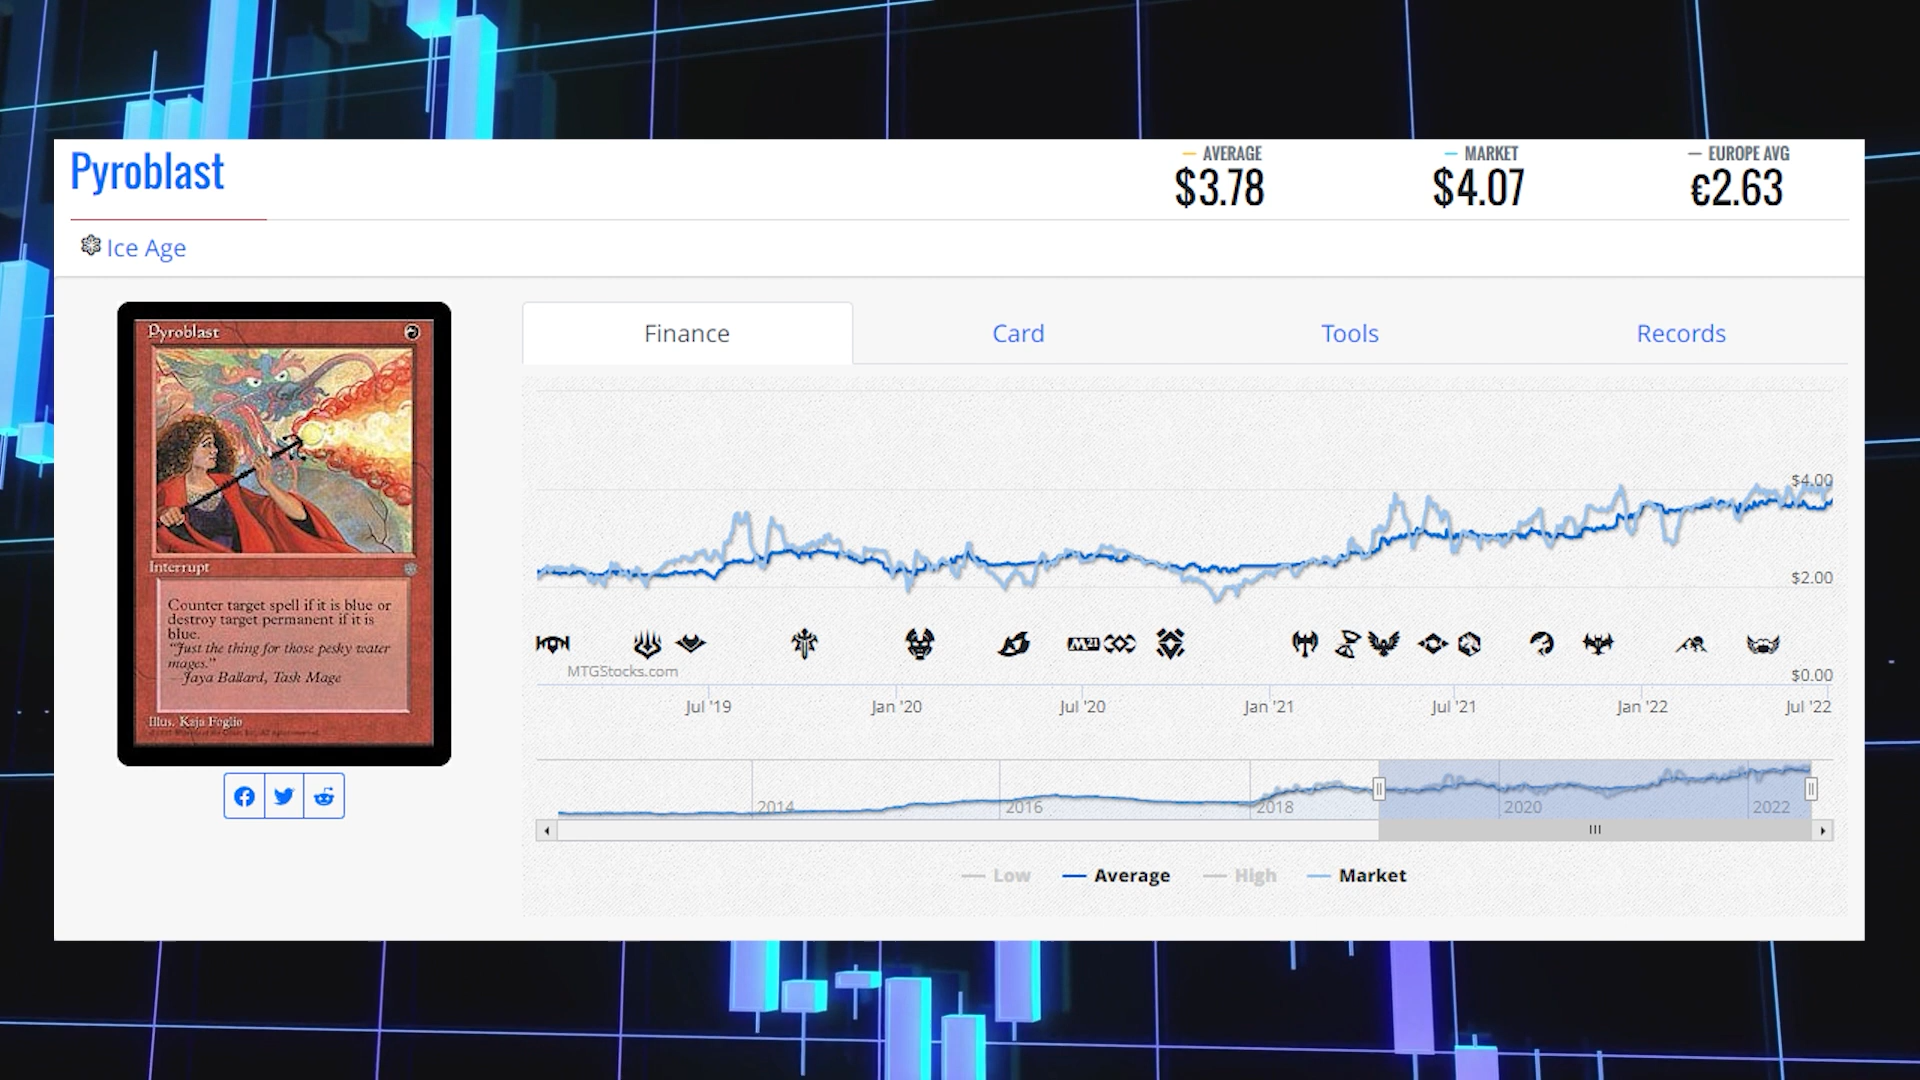 Pyroblast
AVERAGE
$3.78
MARKET
$4.07
EUROPE AVG
€2.63
Ice Age
Pyroblast
Interrupt
Counter target spell if it is blue or
destroy target permanent if it is
blue.
"Just the thing for those pesky water
mages."
—Jaya Ballard, Task Mage
Illus. Kaja Foglio
Finance
Card
Tools
Records
$4.00
$2.00
$0.00
M21
MTGStocks.com
Jul '19
Jan '20
Jul '20
Jan '21
Jul '21
Jan '22
Jul '22
2014
2016
2018
2020
2022
Low
Average
High
Market